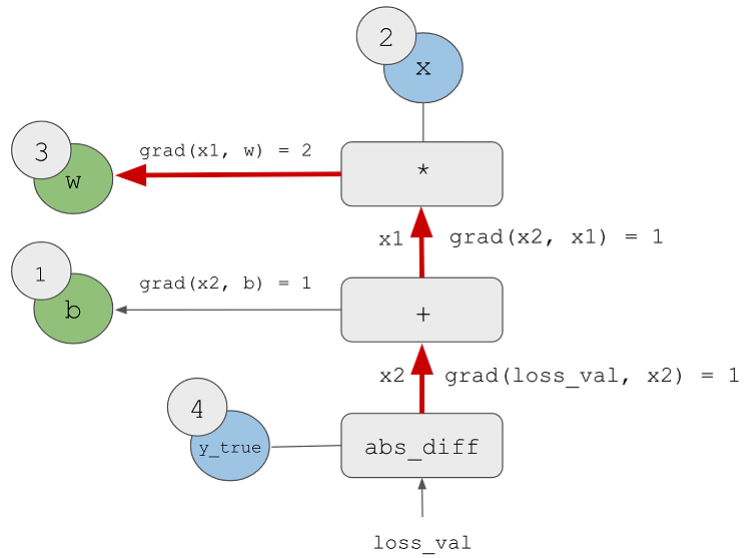 2
x
3
grad(x1, w) = 2
w
*
x1
grad(x2, x1) = 1
1
grad(x2, b) = 1
b
+
x2
grad(loss_val, x2) = 1
4
y_true
abs_diff
loss_val